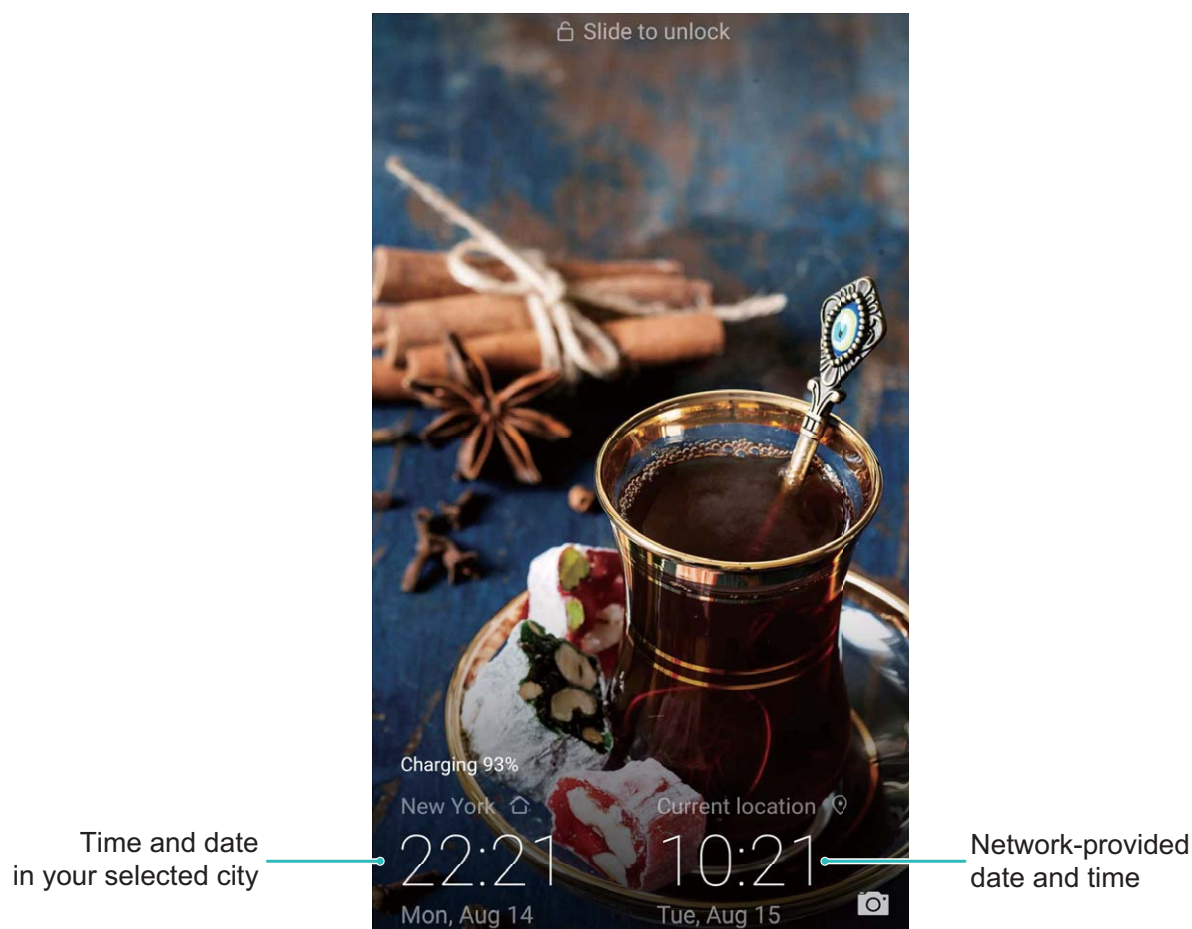 Slide to unlock
Charging 93%
New York
Current location
22:21
10:21
Mon, Aug 14
Tue, Aug 15
Time and date
in your selected city
Network-provided
date and time